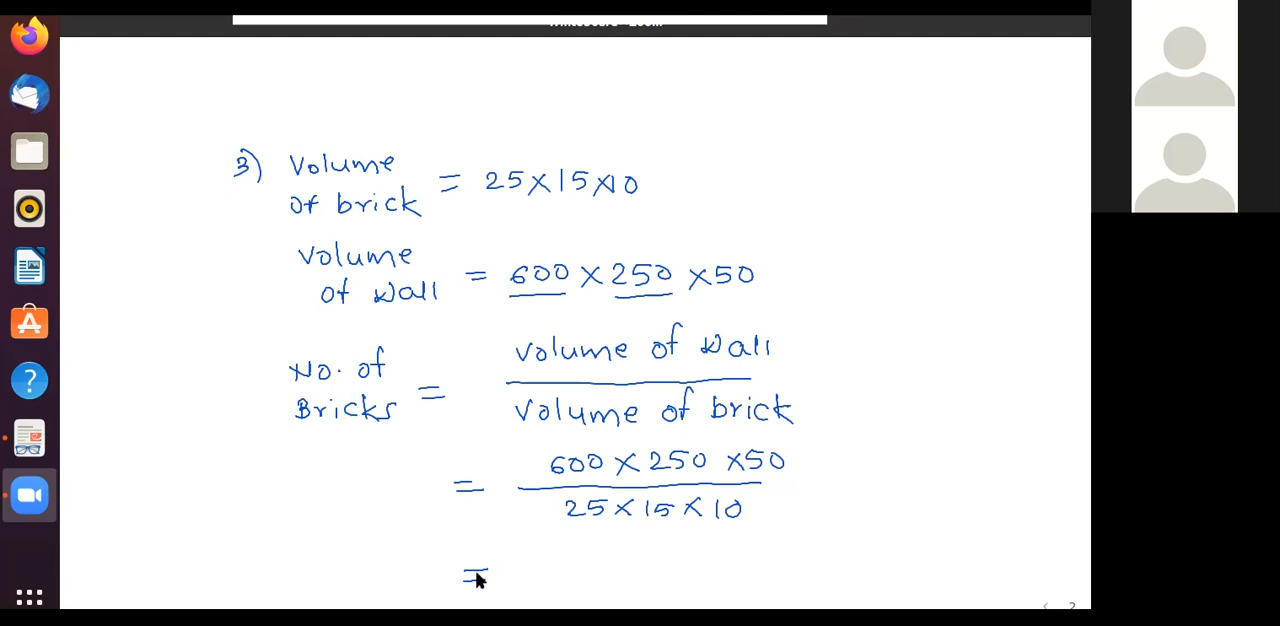 3) Volume of brick = 25×15×10
Volume of Wall = 600 × 250 × 50
No. of Bricks = Volume of Wall / Volume of brick
= 600 × 250 × 50 / 25 × 15 × 10
=
2